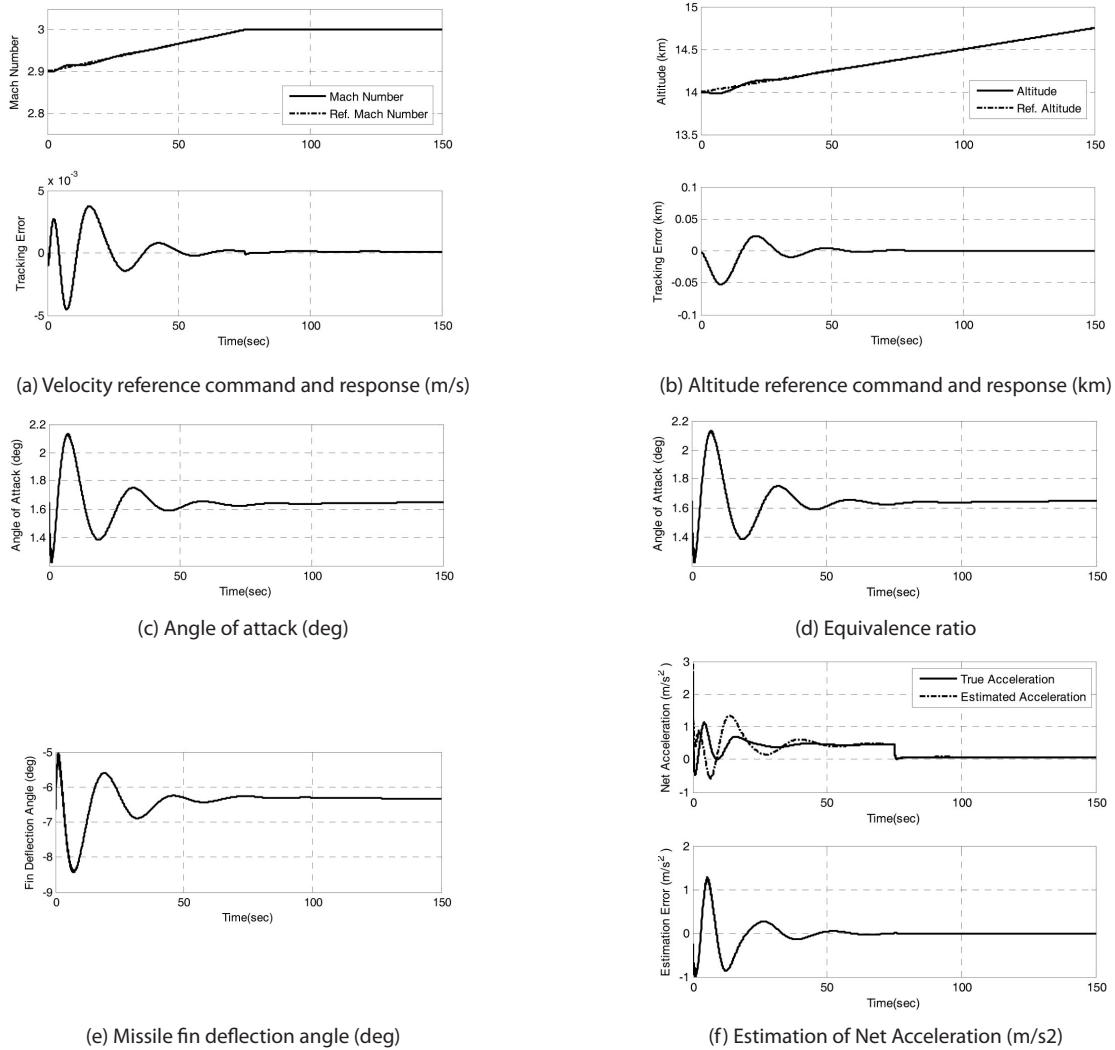 3
2.9
2.8
Mach Number
Mach Number
Ref. Mach Number
0
50
100
150
x 10^-3
5
0
-5
Tracking Error
0
50
100
150
Time(sec)
(a) Velocity reference command and response (m/s)
15
14.5
14
13.5
Altitude (km)
Altitude
Ref. Altitude
0
50
100
150
0.1
0.05
0
-0.05
-0.1
Tracking Error (km)
0
50
100
150
Time(sec)
(b) Altitude reference command and response (km)
2.2
2
1.8
1.6
1.4
Angle of Attack (deg)
0
50
100
150
Time(sec)
(c) Angle of attack (deg)
2.2
2
1.8
1.6
1.4
Angle of Attack (deg)
0
50
100
150
Time(sec)
(d) Equivalence ratio
-5
-6
-7
-8
-9
Fin Deflection Angle (deg)
0
50
100
150
Time(sec)
(e) Missile fin deflection angle (deg)
3
2
1
0
-1
Net Acceleration (m/s²)
True Acceleration
Estimated Acceleration
0
50
100
150
Time(sec)
2
1
0
-1
Estimation Error (m/s²)
0
50
100
150
Time(sec)
(f) Estimation of Net Acceleration (m/s2)